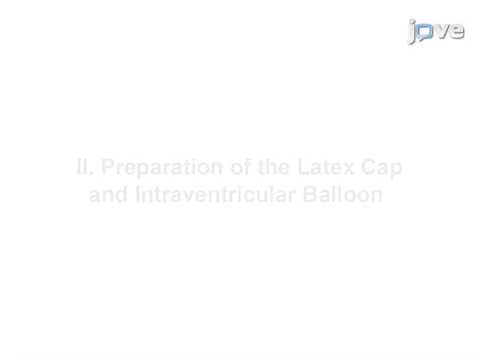 jove
II. Preparation of the Latex Cap
and Intraventricular Balloon